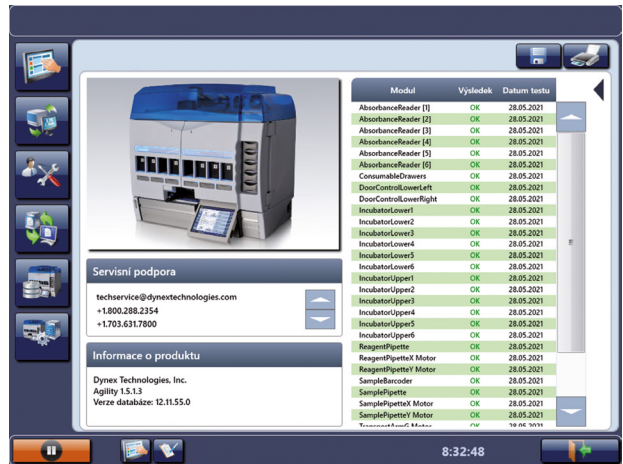 Modul Výsledek Datum testu
AbsorbanceReader [1] OK 28.05.2021
AbsorbanceReader [2] OK 28.05.2021
AbsorbanceReader [3] OK 28.05.2021
AbsorbanceReader [4] OK 28.05.2021
AbsorbanceReader [5] OK 28.05.2021
AbsorbanceReader [6] OK 28.05.2021
ConsumableDrawers OK 28.05.2021
DoorControlLowerLeft OK 28.05.2021
DoorControlLowerRight OK 28.05.2021
IncubatorLower1 OK 28.05.2021
IncubatorLower2 OK 28.05.2021
IncubatorLower3 OK 28.05.2021
IncubatorLower4 OK 28.05.2021
IncubatorLower5 OK 28.05.2021
IncubatorLower6 OK 28.05.2021
IncubatorUpper1 OK 28.05.2021
IncubatorUpper2 OK 28.05.2021
IncubatorUpper3 OK 28.05.2021
IncubatorUpper4 OK 28.05.2021
IncubatorUpper5 OK 28.05.2021
IncubatorUpper6 OK 28.05.2021
ReagentPipette OK 28.05.2021
ReagentPipetteX Motor OK 28.05.2021
ReagentPipetteY Motor OK 28.05.2021
SampleBarcoder OK 28.05.2021
SamplePipette OK 28.05.2021
SamplePipetteX Motor OK 28.05.2021
SamplePipetteY Motor OK 28.05.2021
TransportArmG Motor OK 28.05.2021
Servisní podpora
techservice@dynextechnologies.com
+1.800.288.2354
+1.703.631.7800
Informace o produktu
Dynex Technologies, Inc.
Agility 1.5.1.3
Verze databáze: 12.11.55.0
8:32:48